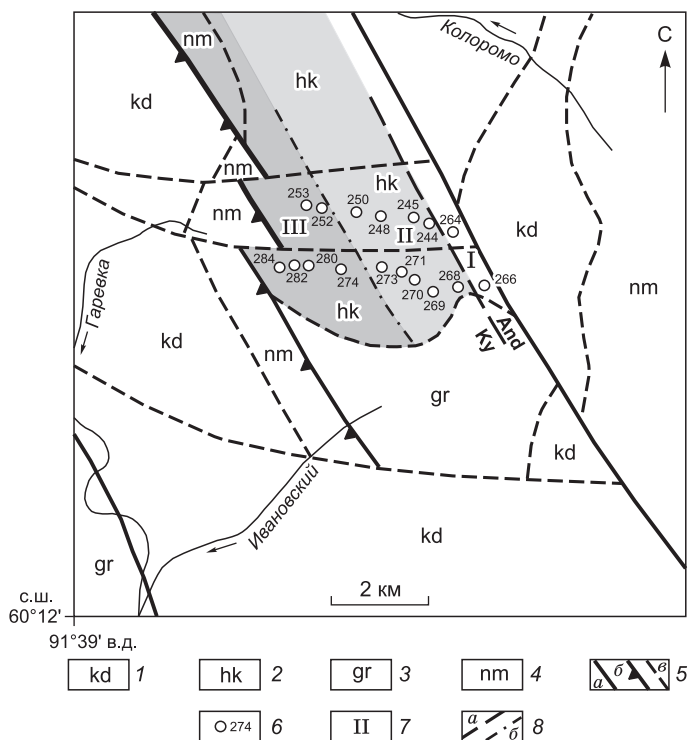 Колоромо
С
nm
kd
hk
nm
hk
253
252
250
248
245
244
264
nm
III
II
kd
I
284
282
280
274
273
271
270
269
268
266
Гаревка
hk
Ky
And
nm
kd
nm
gr
kd
Ивановский
kd
gr
2 км
с.ш.
60°12'
91°39' в.д.
kd 1
hk 2
gr 3
nm 4
а б в 5
274 6
II 7
а б 8